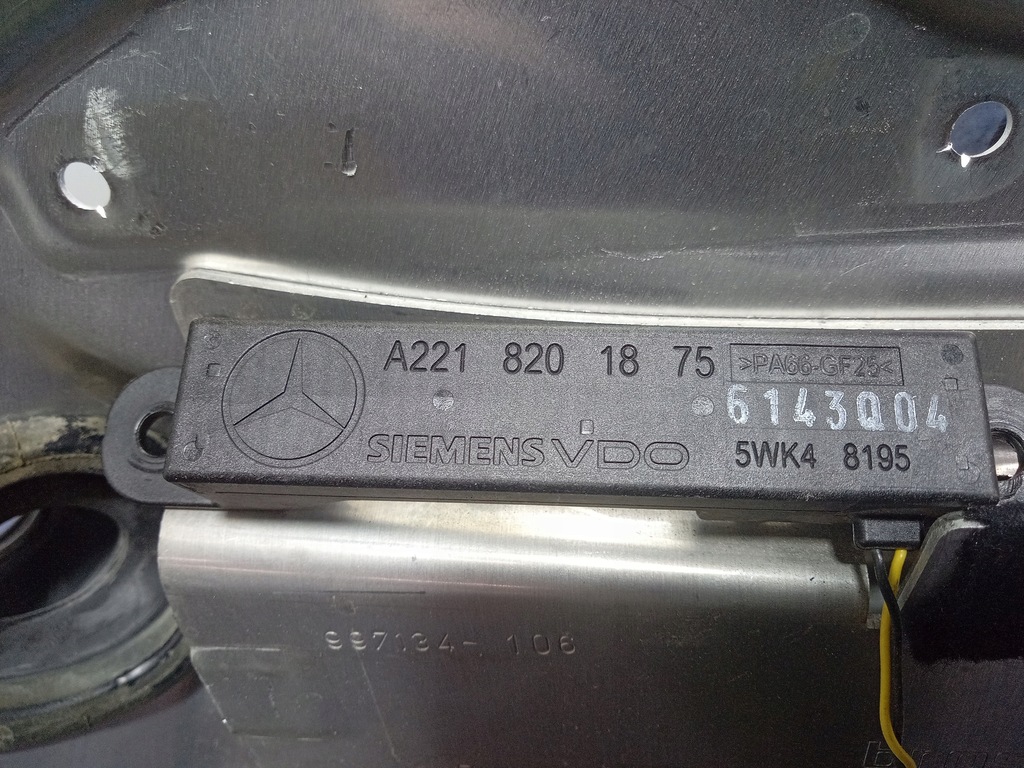 A221 820 18 75 >PA66-GF25<
6143Q04
SIEMENS VDO 5WK4 8195
997134- 106